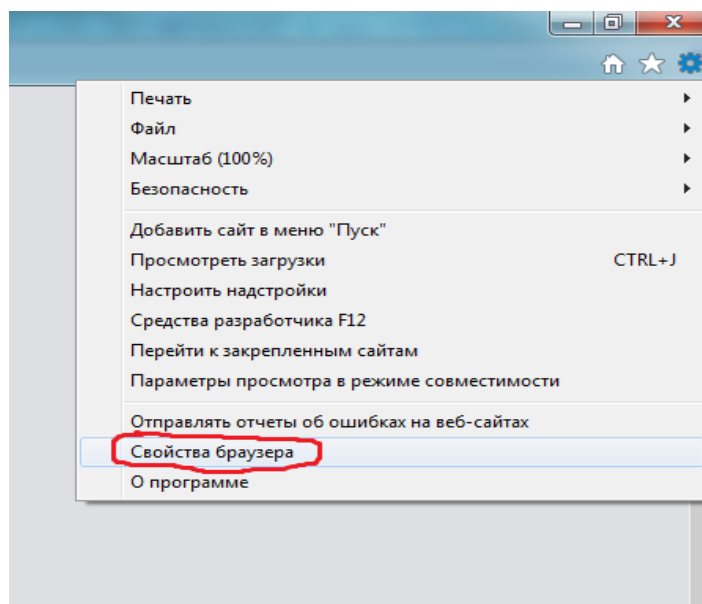 Печать
Файл
Масштаб (100%)
Безопасность
Добавить сайт в меню "Пуск"
Просмотреть загрузки CTRL+J
Настроить надстройки
Средства разработчика F12
Перейти к закрепленным сайтам
Параметры просмотра в режиме совместимости
Отправлять отчеты об ошибках на веб-сайтах
Свойства браузера
О программе